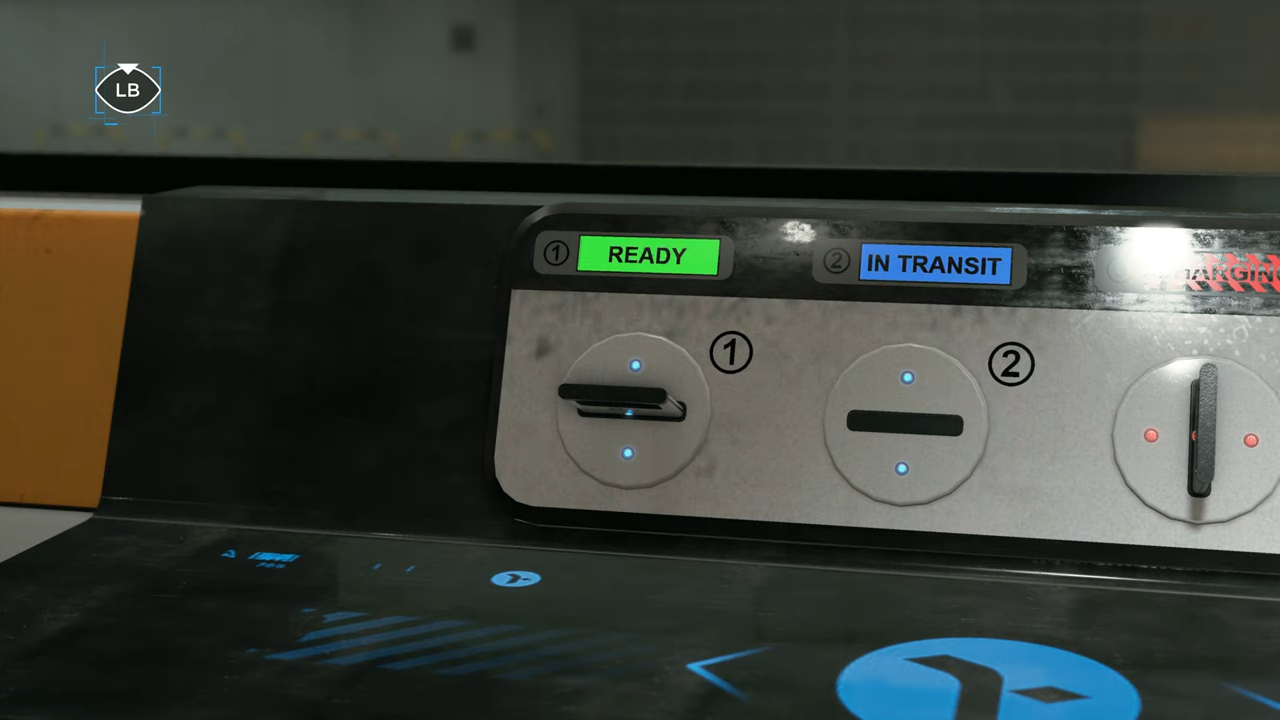 LB
① READY
② IN TRANSIT
①
②